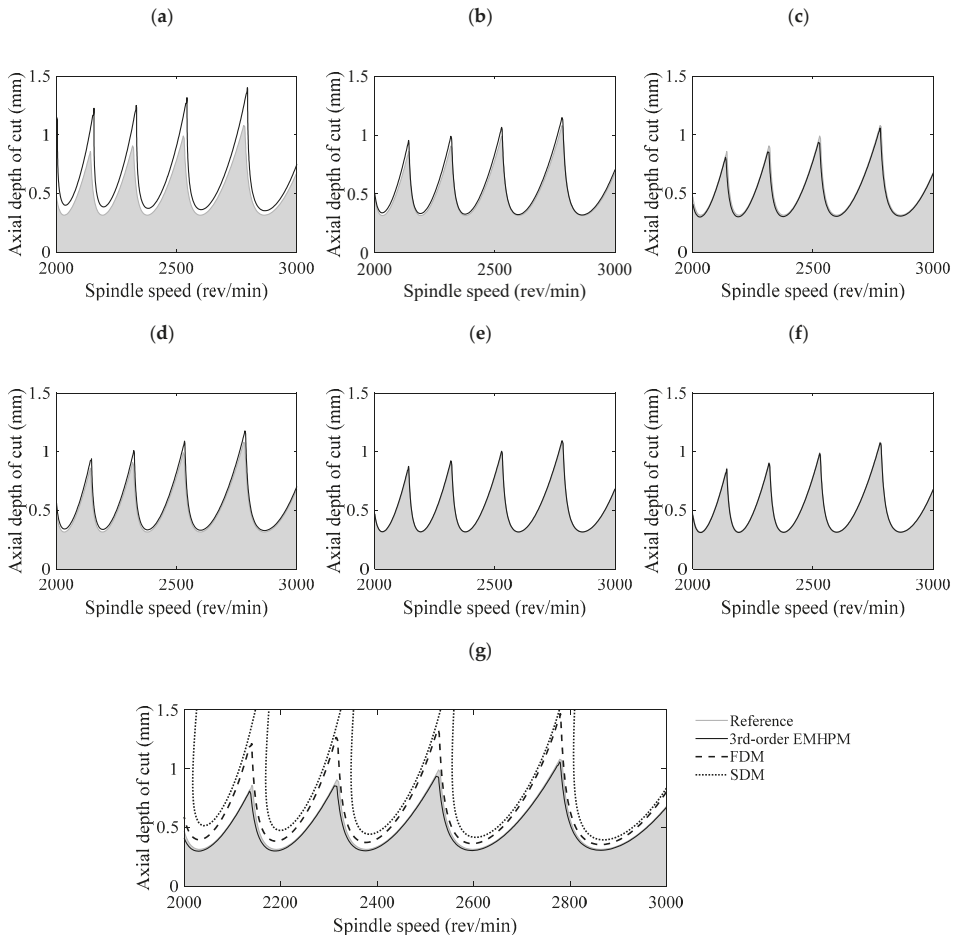 (a) (b) (c)
Axial depth of cut (mm)
1.5
1
0.5
0
2000 2500 3000
Spindle speed (rev/min)
Axial depth of cut (mm)
1.5
1
0.5
0
2000 2500 3000
Spindle speed (rev/min)
Axial depth of cut (mm)
1.5
1
0.5
0
2000 2500 3000
Spindle speed (rev/min)
(d) (e) (f)
Axial depth of cut (mm)
1.5
1
0.5
0
2000 2500 3000
Spindle speed (rev/min)
Axial depth of cut (mm)
1.5
1
0.5
0
2000 2500 3000
Spindle speed (rev/min)
Axial depth of cut (mm)
1.5
1
0.5
0
2000 2500 3000
Spindle speed (rev/min)
(g)
Axial depth of cut (mm)
1.5
1
0.5
0
2000 2200 2400 2600 2800 3000
Spindle speed (rev/min)
Reference
3rd-order EMHPM
FDM
SDM